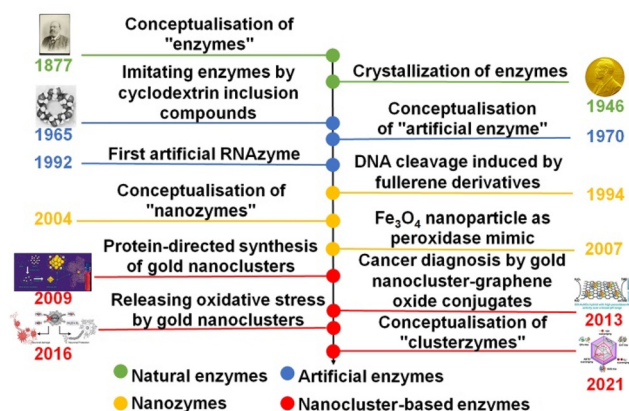 Conceptualisation of
"enzymes"
1877
Crystallization of enzymes
1946
Imitating enzymes by
cyclodextrin inclusion
compounds
1965
Conceptualisation
of "artificial enzyme"
1970
First artificial RNAzyme
1992
DNA cleavage induced by
fullerene derivatives
1994
Conceptualisation of
"nanozymes"
2004
Fe₃O₄ nanoparticle as
peroxidase mimic
2007
Protein-directed synthesis
of gold nanoclusters
2009
Cancer diagnosis by gold
nanocluster-graphene
oxide conjugates
2013
Releasing oxidative stress
by gold nanoclusters
2016
Conceptualisation of
"clusterzymes"
2021
Natural enzymes
Artificial enzymes
Nanozymes
Nanocluster-based enzymes